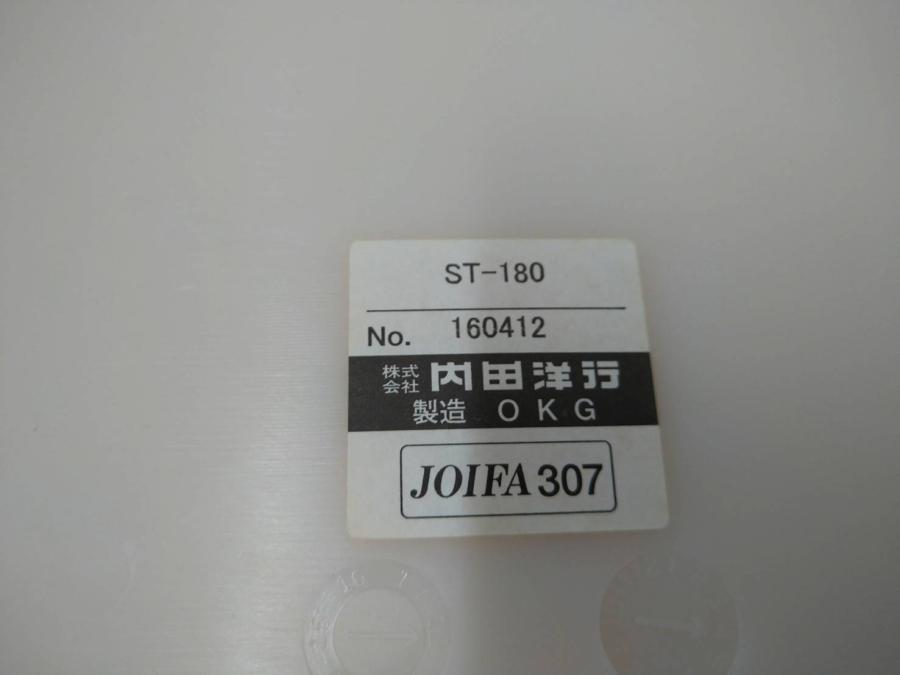 ST-180
No. 160412
株式会社 内田洋行
製造 OKG
JOIFA 307